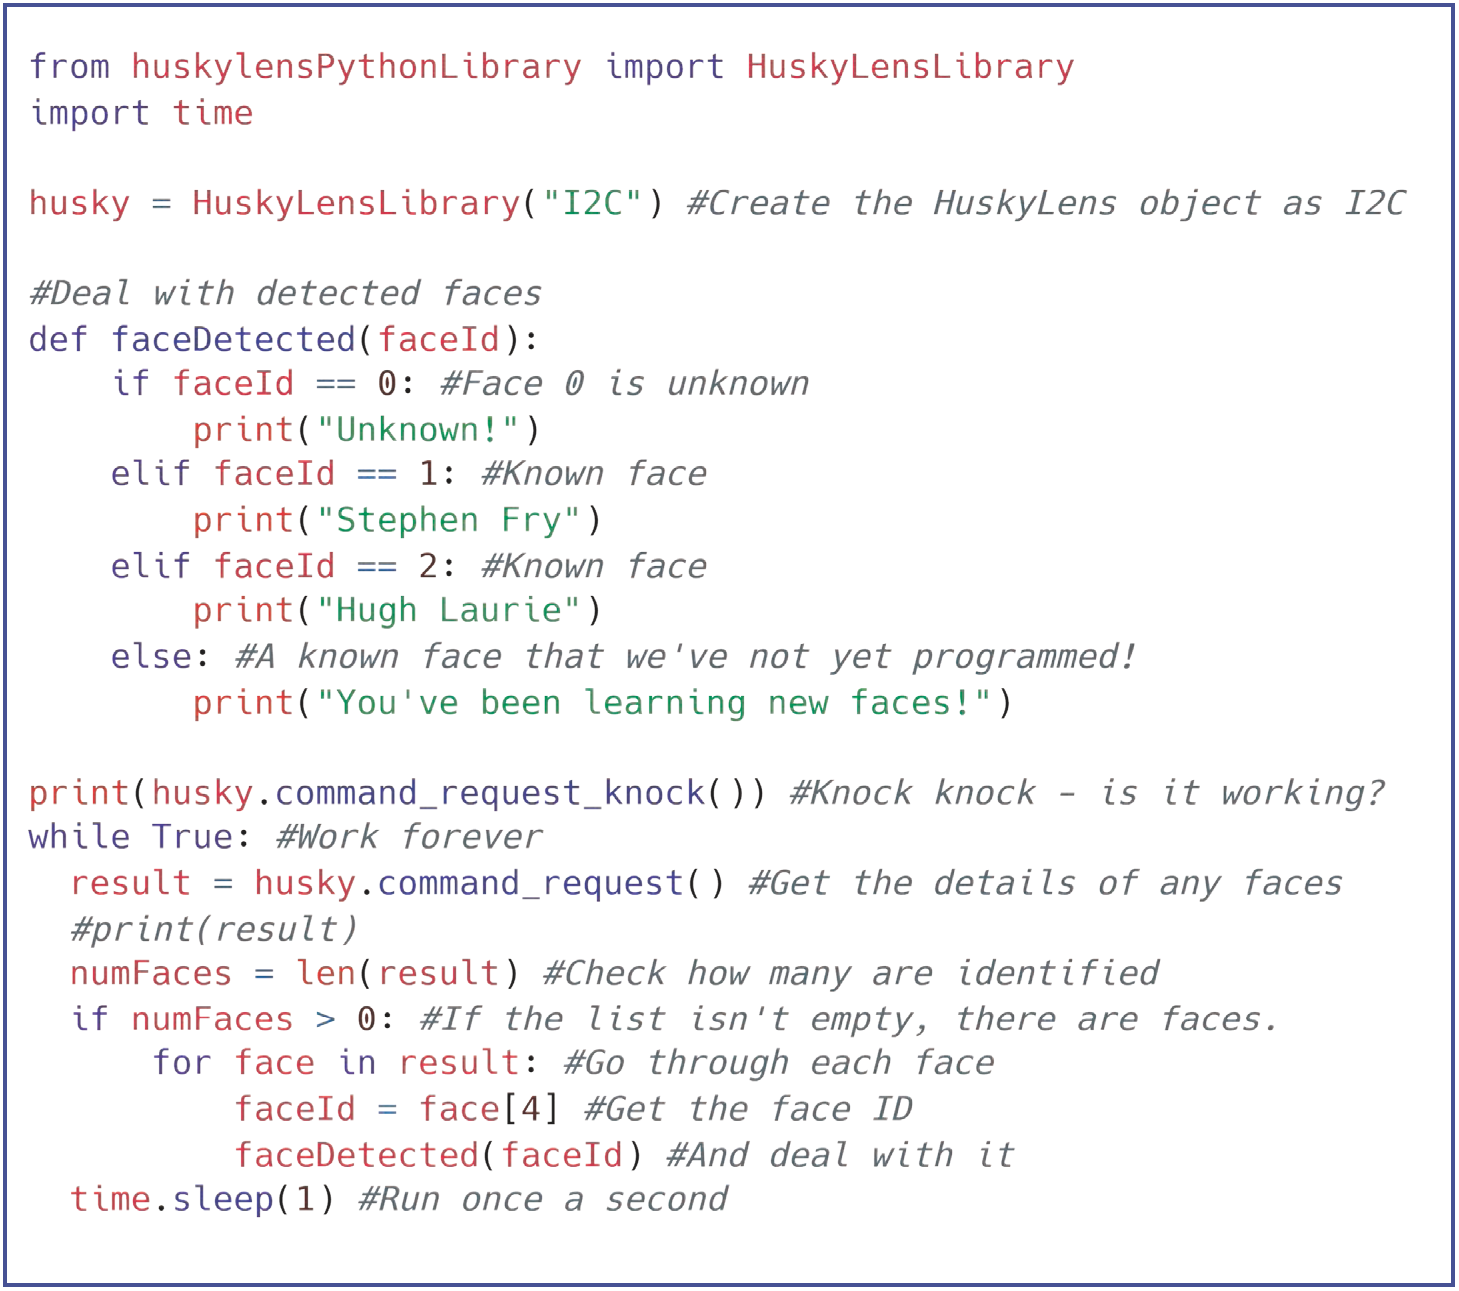 from huskylensPythonLibrary import HuskyLensLibrary
import time

husky = HuskyLensLibrary("I2C") #Create the HuskyLens object as I2C

#Deal with detected faces
def faceDetected(faceId):
    if faceId == 0: #Face 0 is unknown
        print("Unknown!")
    elif faceId == 1: #Known face
        print("Stephen Fry")
    elif faceId == 2: #Known face
        print("Hugh Laurie")
    else: #A known face that we've not yet programmed!
        print("You've been learning new faces!")

print(husky.command_request_knock()) #Knock knock - is it working?
while True: #Work forever
  result = husky.command_request() #Get the details of any faces
  #print(result)
  numFaces = len(result) #Check how many are identified
  if numFaces > 0: #If the list isn't empty, there are faces.
      for face in result: #Go through each face
          faceId = face[4] #Get the face ID
          faceDetected(faceId) #And deal with it
  time.sleep(1) #Run once a second